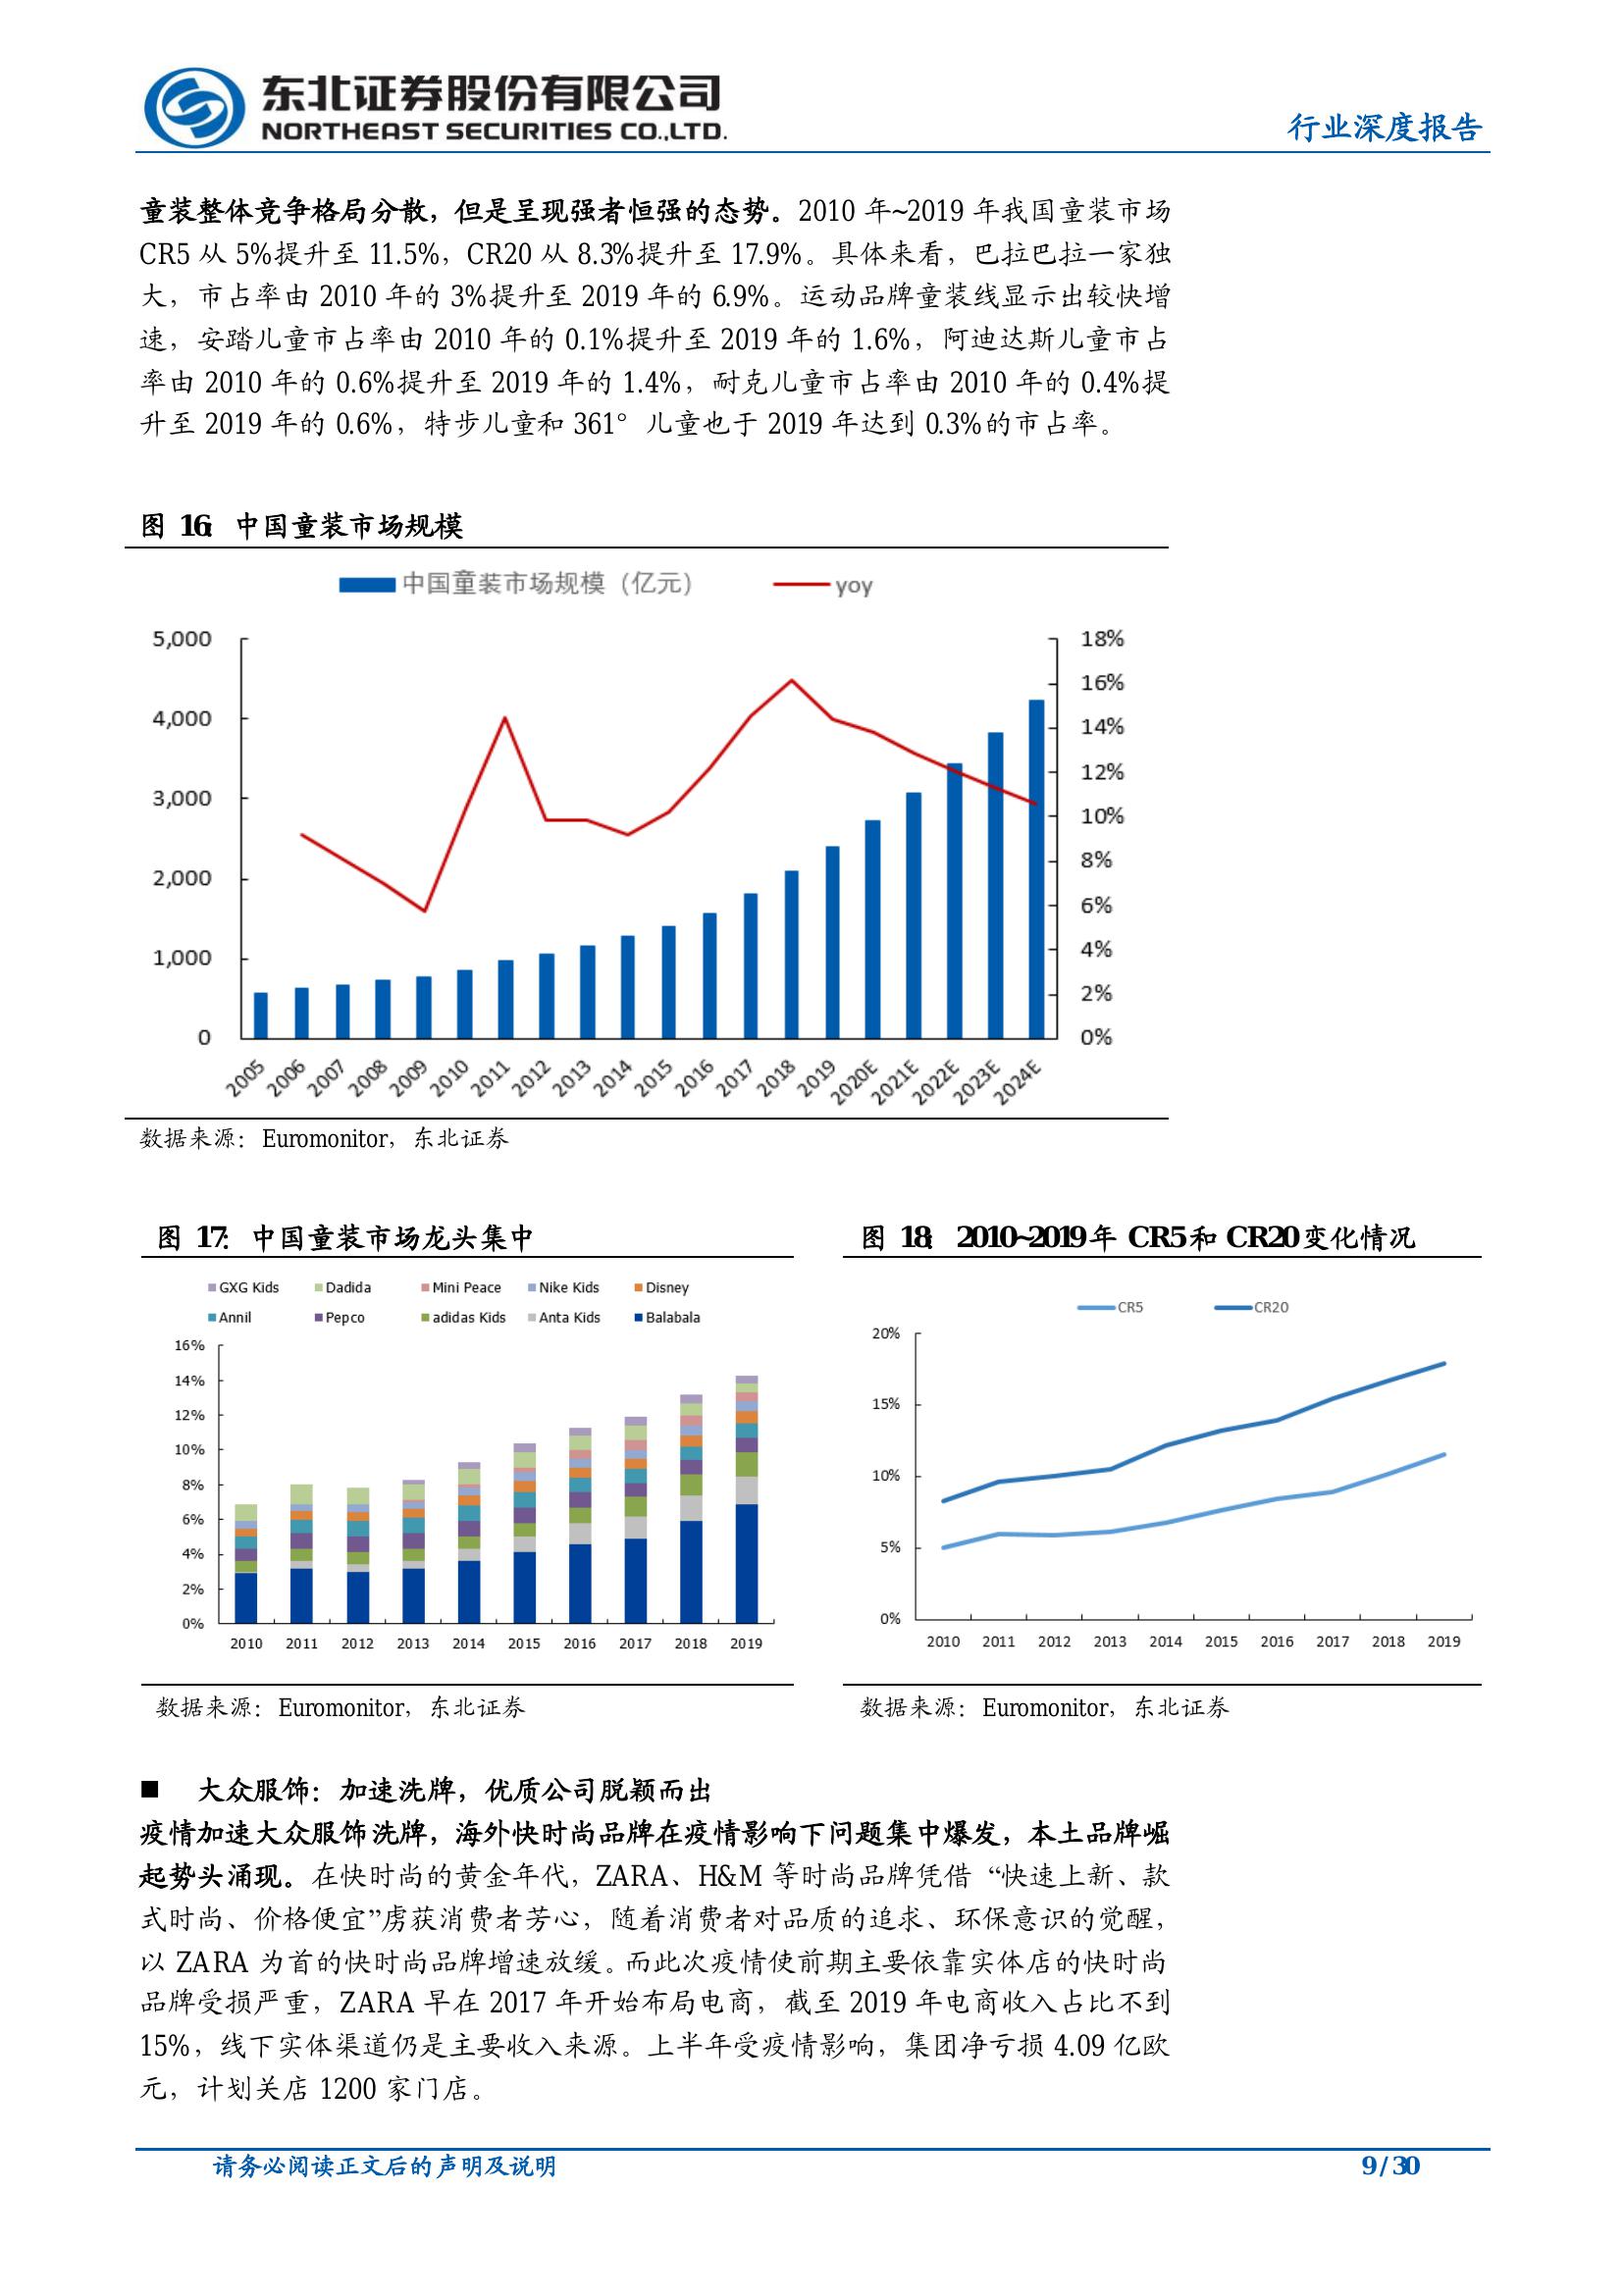 东北证券股份有限公司
NORTHEAST SECURITIES CO.,LTD.
行业深度报告
童装整体竞争格局分散，但是呈现强者恒强的态势。2010 年~2019 年我国童装市场
CR5 从 5%提升至 11.5%，CR20 从 8.3%提升至 17.9%。具体来看，巴拉巴拉一家独
大，市占率由 2010 年的 3%提升至 2019 年的 6.9%。运动品牌童装线显示出较快增
速，安踏儿童市占率由 2010 年的 0.1%提升至 2019 年的 1.6%，阿迪达斯儿童市占
率由 2010 年的 0.6%提升至 2019 年的 1.4%，耐克儿童市占率由 2010 年的 0.4%提
升至 2019 年的 0.6%，特步儿童和 361°儿童也于 2019 年达到 0.3%的市占率。
图 16：中国童装市场规模
中国童装市场规模（亿元） yoy
5,000 18%
16%
4,000 14%
12%
3,000 10%
2,000 8%
6%
1,000 4%
2%
0 0%
2005 2006 2007 2008 2009 2010 2011 2012 2013 2014 2015 2016 2017 2018 2019 2020E 2021E 2022E 2023E 2024E
数据来源：Euromonitor，东北证券
图 17：中国童装市场龙头集中
GXG Kids Dadida Mini Peace Nike Kids Disney
Annil Pepco adidas Kids Anta Kids Balabala
16%
14%
12%
10%
8%
6%
4%
2%
0%
2010 2011 2012 2013 2014 2015 2016 2017 2018 2019
数据来源：Euromonitor，东北证券
图 18：2010~2019 年 CR5 和 CR20 变化情况
CR5 CR20
20%
15%
10%
5%
0%
2010 2011 2012 2013 2014 2015 2016 2017 2018 2019
数据来源：Euromonitor，东北证券
■ 大众服饰：加速洗牌，优质公司脱颖而出
疫情加速大众服饰洗牌，海外快时尚品牌在疫情影响下问题集中爆发，本土品牌崛
起势头涌现。在快时尚的黄金年代，ZARA、H&M 等时尚品牌凭借 “快速上新、款
式时尚、价格便宜”虏获消费者芳心，随着消费者对品质的追求、环保意识的觉醒，
以 ZARA 为首的快时尚品牌增速放缓。而此次疫情使前期主要依靠实体店的快时尚
品牌受损严重，ZARA 早在 2017 年开始布局电商，截至 2019 年电商收入占比不到
15%，线下实体渠道仍是主要收入来源。上半年受疫情影响，集团净亏损 4.09 亿欧
元，计划关店 1200 家门店。
请务必阅读正文后的声明及说明
9 / 30